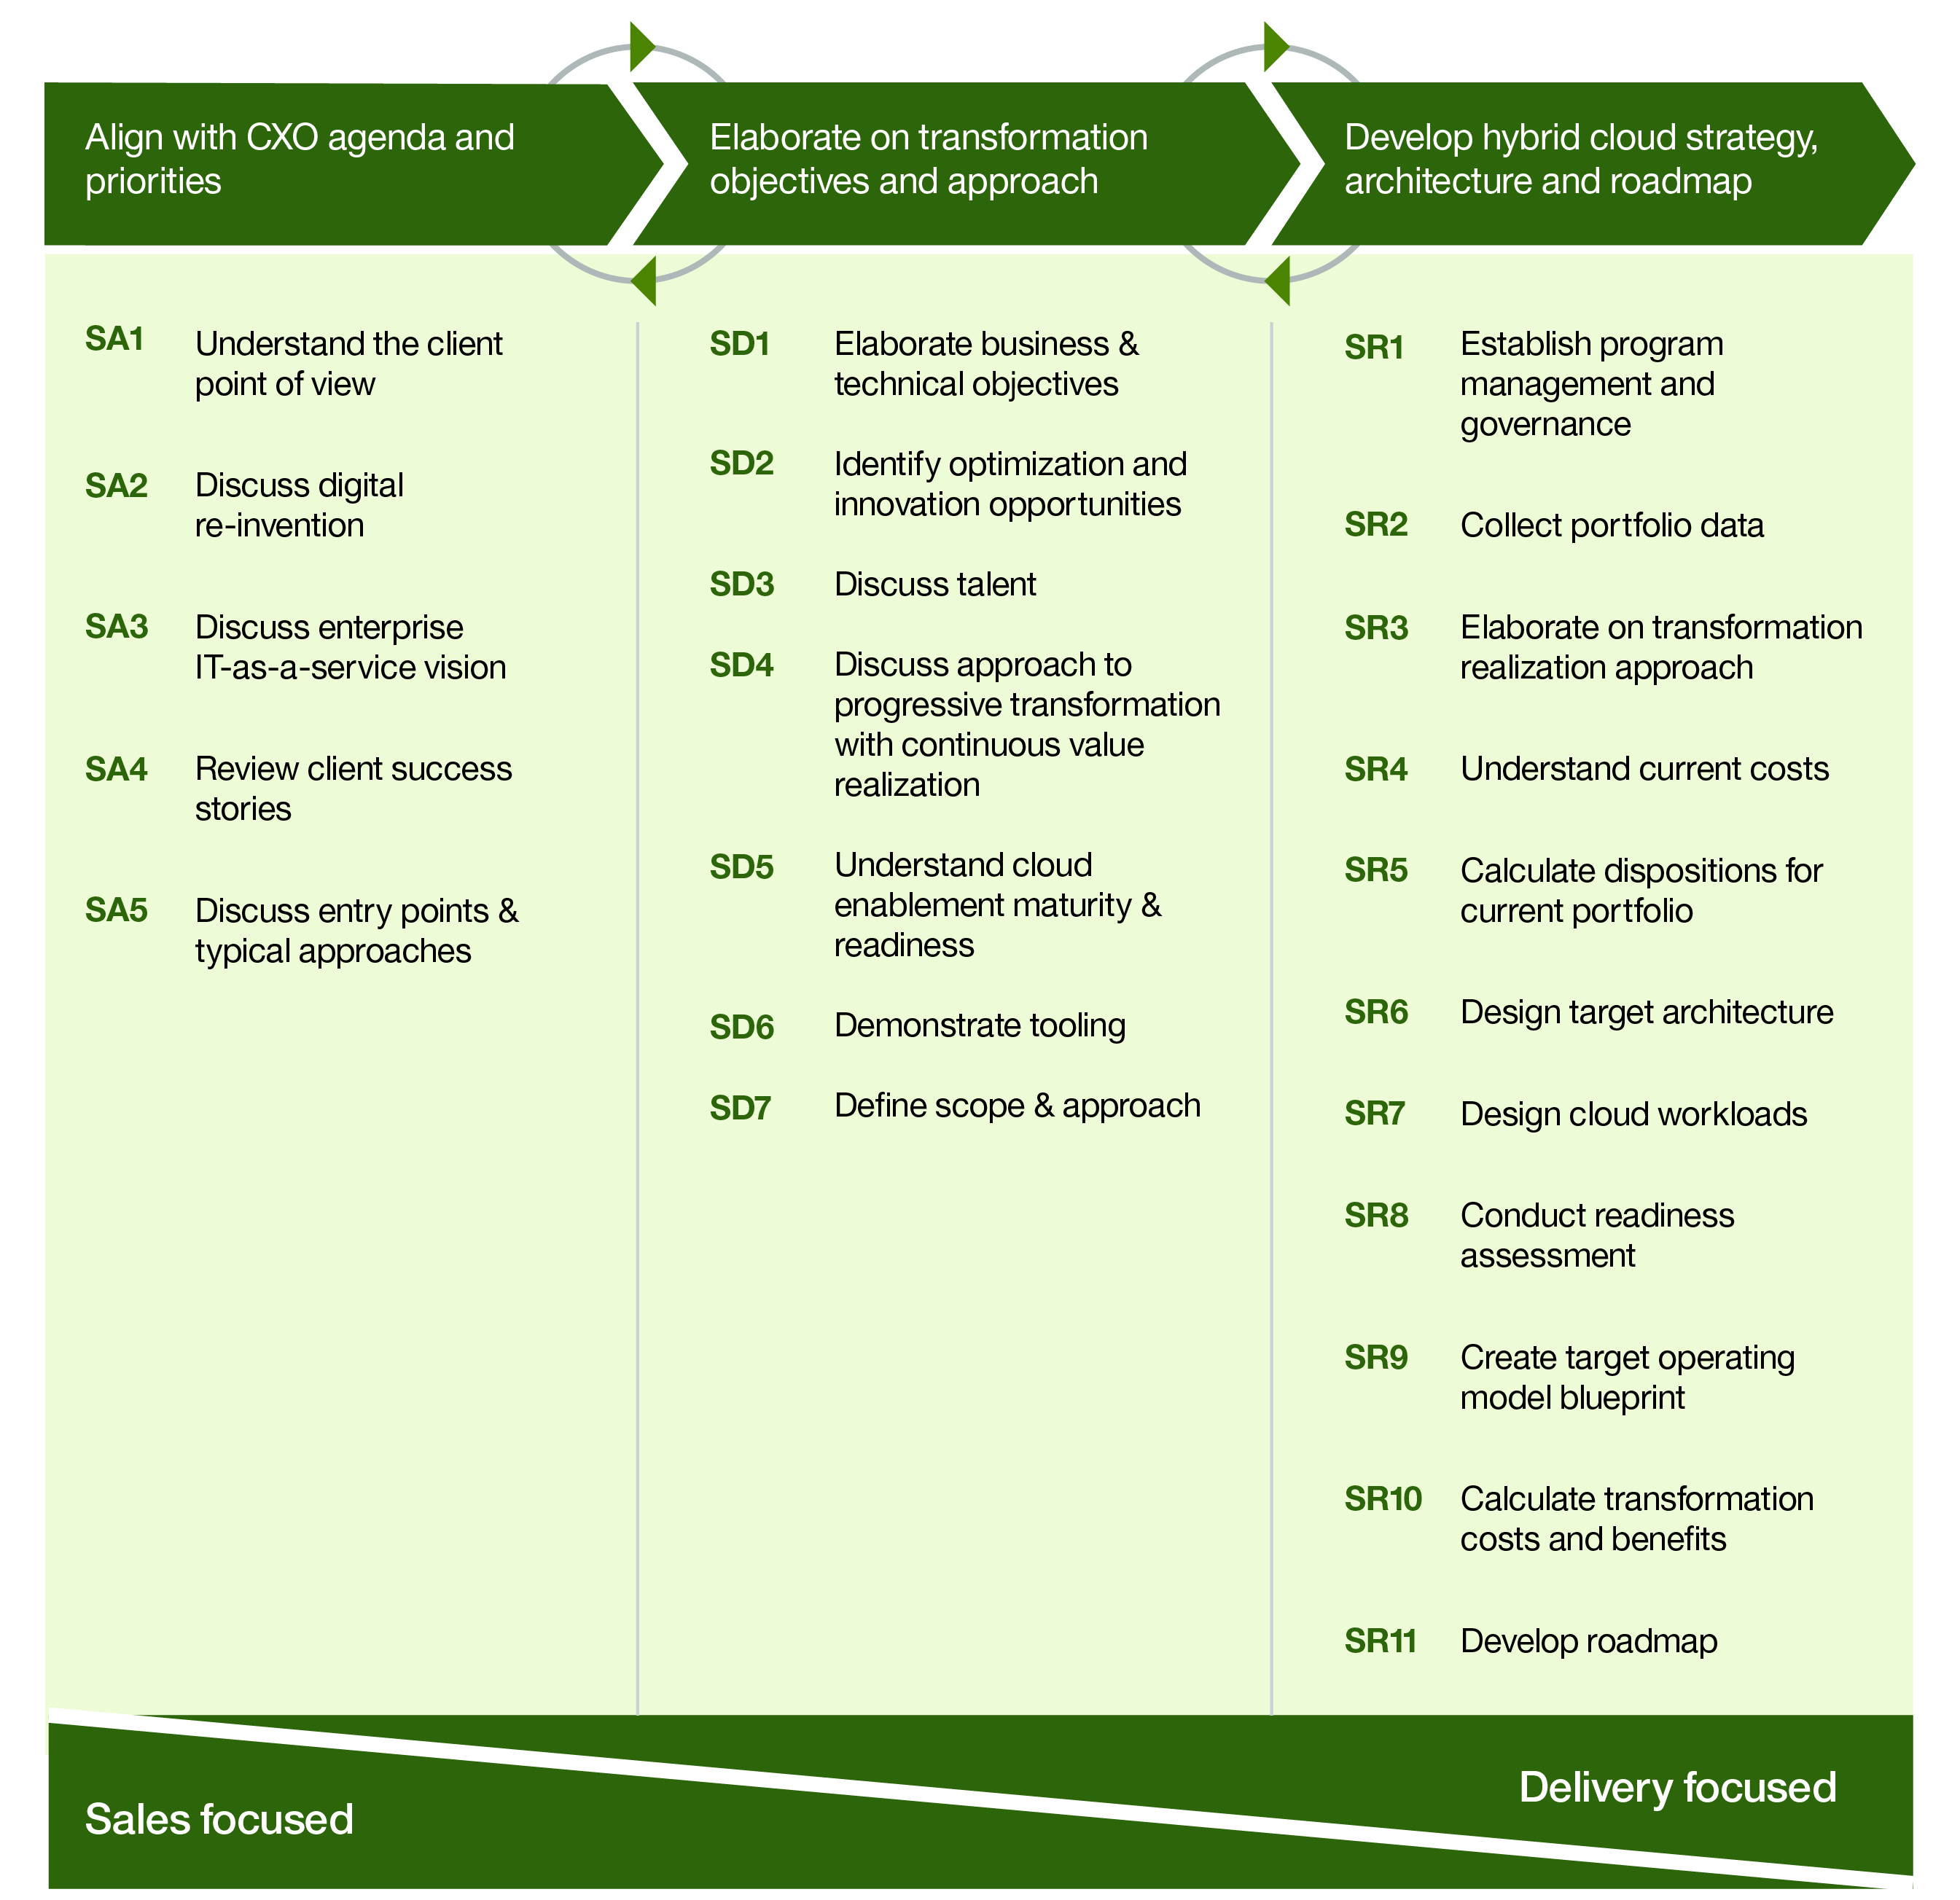 Align with CXO agenda and
priorities
Elaborate on transformation
objectives and approach
Develop hybrid cloud strategy,
architecture and roadmap
SA1 Understand the client
point of view
SA2 Discuss digital
re-invention
SA3 Discuss enterprise
IT-as-a-service vision
SA4 Review client success
stories
SA5 Discuss entry points &
typical approaches
SD1 Elaborate business &
technical objectives
SD2 Identify optimization and
innovation opportunities
SD3 Discuss talent
SD4 Discuss approach to
progressive transformation
with continuous value
realization
SD5 Understand cloud
enablement maturity &
readiness
SD6 Demonstrate tooling
SD7 Define scope & approach
SR1 Establish program
management and
governance
SR2 Collect portfolio data
SR3 Elaborate on transformation
realization approach
SR4 Understand current costs
SR5 Calculate dispositions for
current portfolio
SR6 Design target architecture
SR7 Design cloud workloads
SR8 Conduct readiness
assessment
SR9 Create target operating
model blueprint
SR10 Calculate transformation
costs and benefits
SR11 Develop roadmap
Sales focused
Delivery focused